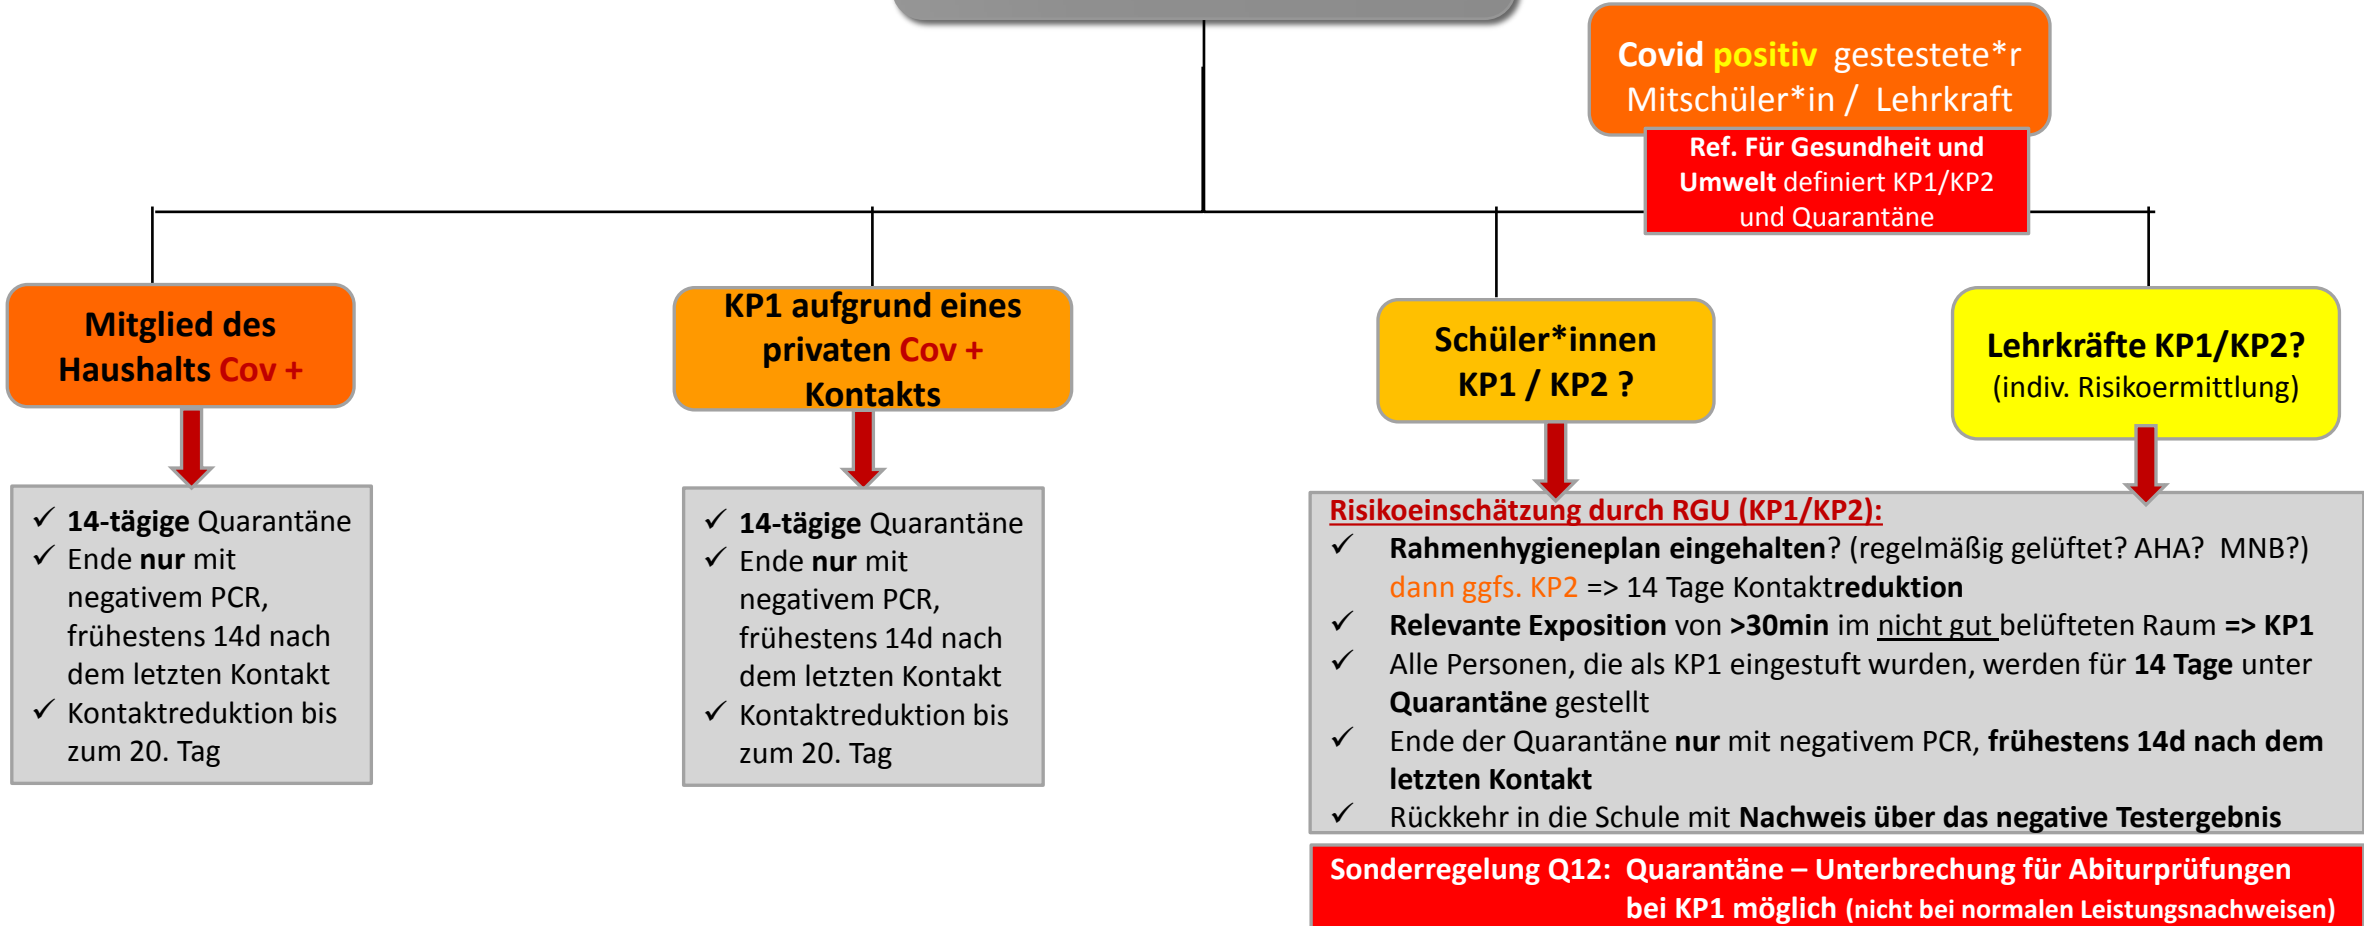 Covid positiv gestestete*r
Mitschüler*in / Lehrkraft
Ref. Für Gesundheit und
Umwelt definiert KP1/KP2
und Quarantäne
Mitglied des
Haushalts Cov +
KP1 aufgrund eines
privaten Cov +
Kontakts
Schüler*innen
KP1 / KP2 ?
Lehrkräfte KP1/KP2?
(indiv. Risikoermittlung)
✓ 14-tägige Quarantäne
✓ Ende nur mit
negativem PCR,
frühestens 14d nach
dem letzten Kontakt
✓ Kontaktreduktion bis
zum 20. Tag
✓ 14-tägige Quarantäne
✓ Ende nur mit
negativem PCR,
frühestens 14d nach
dem letzten Kontakt
✓ Kontaktreduktion bis
zum 20. Tag
Risikoeinschätzung durch RGU (KP1/KP2):
✓ Rahmenhygieneplan eingehalten? (regelmäßig gelüftet? AHA? MNB?)
dann ggfs. KP2 => 14 Tage Kontaktreduktion
✓ Relevante Exposition von >30min im nicht gut belüfteten Raum => KP1
✓ Alle Personen, die als KP1 eingestuft wurden, werden für 14 Tage unter
Quarantäne gestellt
✓ Ende der Quarantäne nur mit negativem PCR, frühestens 14d nach dem
letzten Kontakt
✓ Rückkehr in die Schule mit Nachweis über das negative Testergebnis
Sonderregelung Q12: Quarantäne – Unterbrechung für Abiturprüfungen
bei KP1 möglich (nicht bei normalen Leistungsnachweisen)